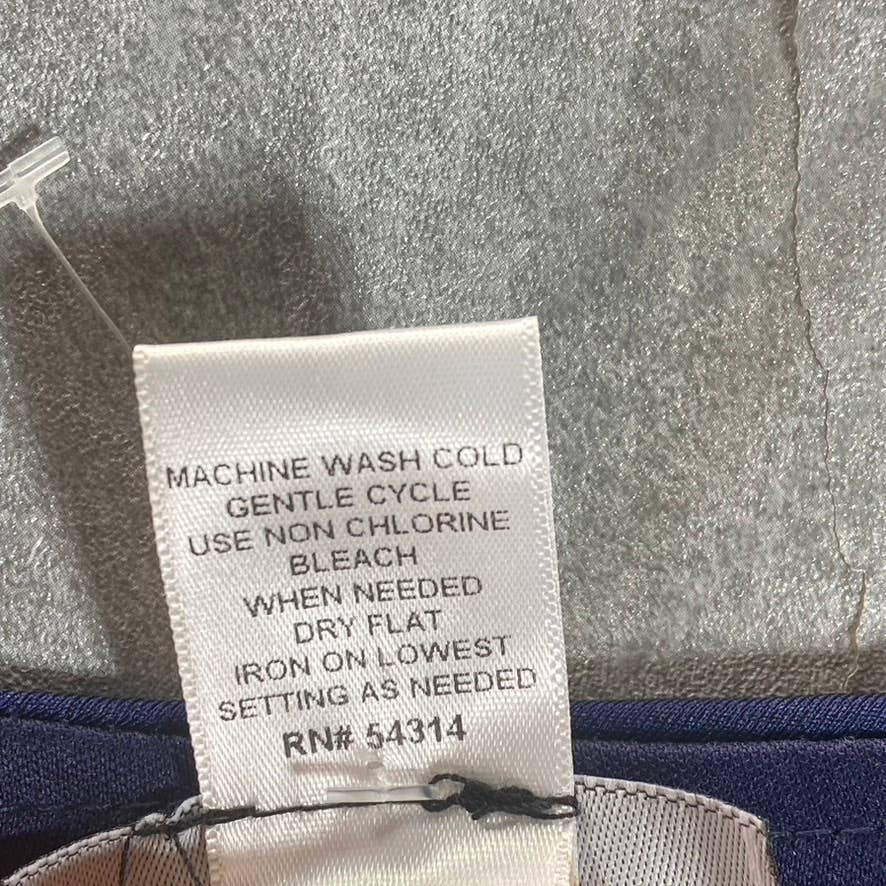 MACHINE WASH COLD
GENTLE CYCLE
USE NON CHLORINE
BLEACH
WHEN NEEDED
DRY FLAT
IRON ON LOWEST
SETTING AS NEEDED
RN# 54314